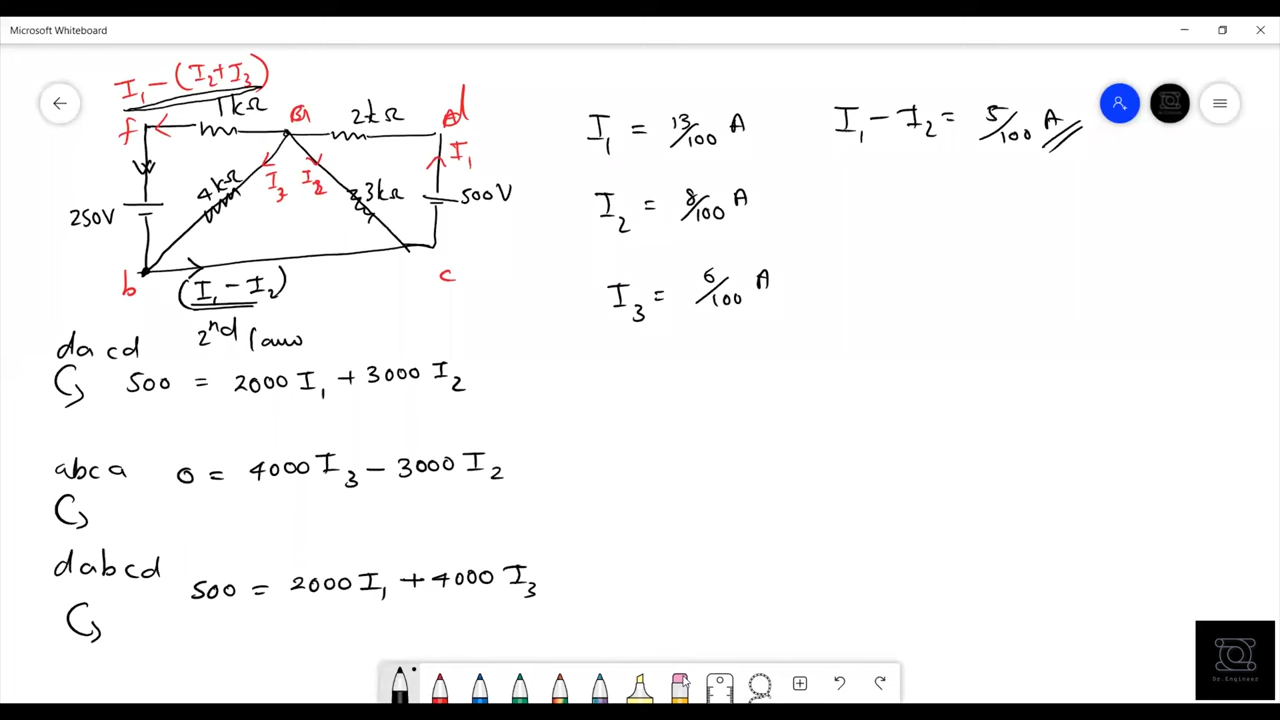 Microsoft Whiteboard
I₁ - (I₂ + I₃)
1kΩ
2kΩ
f
d
I₁
4kΩ
I₃
I₂
3kΩ
250V
500V
b
c
(I₁ - I₂)
2nd law
dacd
500 = 2000 I₁ + 3000 I₂
abca 0 = 4000 I₃ - 3000 I₂
dabcd
500 = 2000 I₁ + 4000 I₃
I₁ = 13/100 A
I₂ = 8/100 A
I₃ = 6/100 A
I₁ - I₂ = 5/100 A
Dr.Engineer